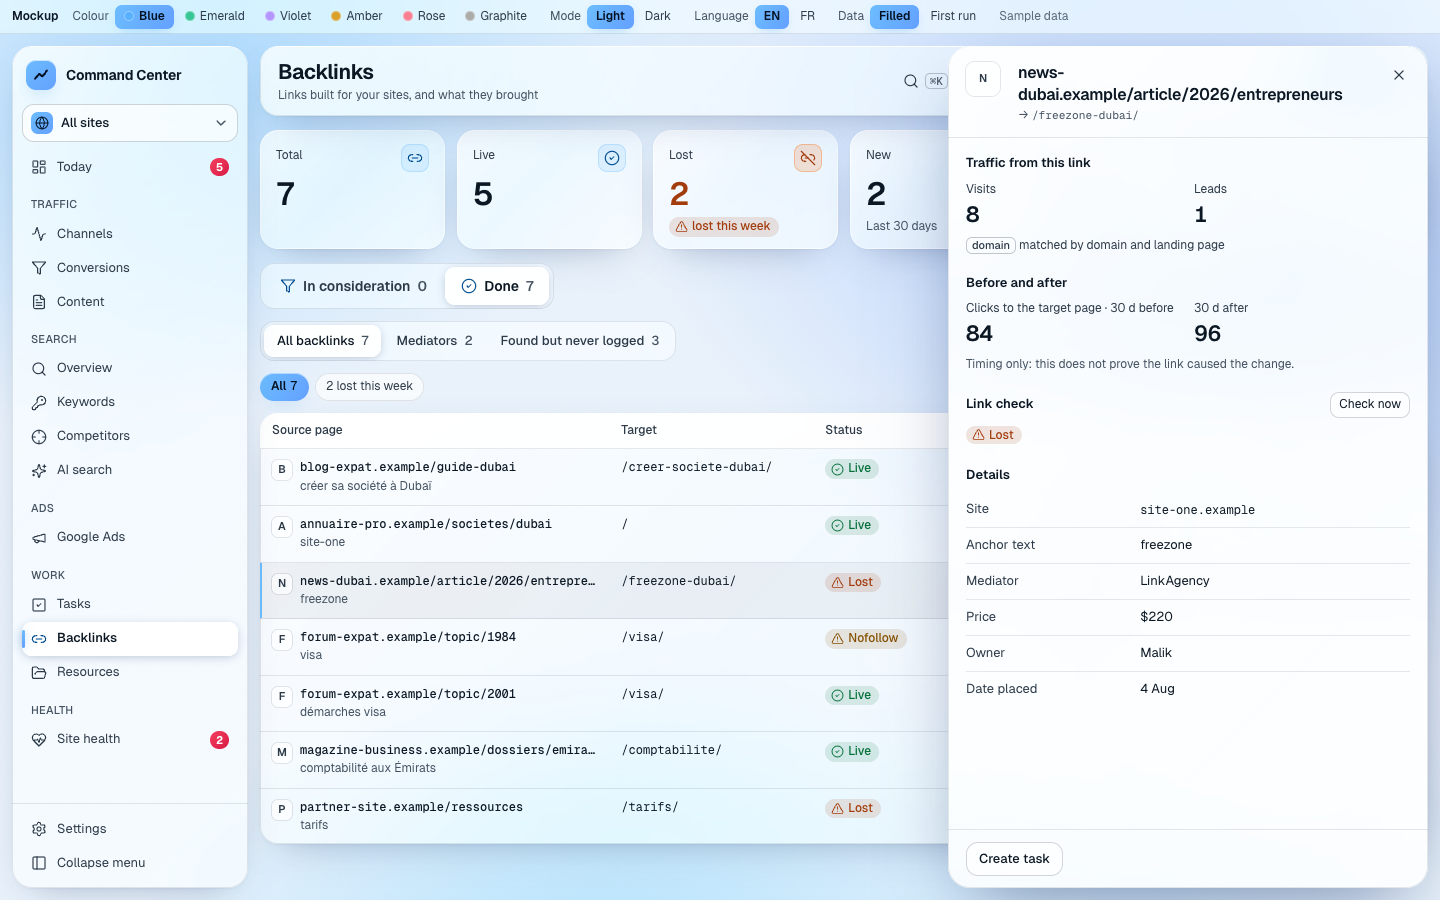 Mockup Colour Blue Emerald Violet Amber Rose Graphite Mode Light Dark Language EN FR Data Filled First run Sample data
Command Center
All sites
Today 5
TRAFFIC
Channels
Conversions
Content
SEARCH
Overview
Keywords
Competitors
AI search
ADS
Google Ads
WORK
Tasks
Backlinks
Resources
HEALTH
Site health 2
Settings
Collapse menu
Backlinks
Links built for your sites, and what they brought
⌘K
Total
7
Live
5
Lost
2
lost this week
New
2
Last 30 days
In consideration 0 Done 7
All backlinks 7 Mediators 2 Found but never logged 3
All 7 2 lost this week
Source page Target Status
B blog-expat.example/guide-dubai /creer-societe-dubai/ Live
créer sa société à Dubaï
A annuaire-pro.example/societes/dubai / Live
site-one
N news-dubai.example/article/2026/entrepre… /freezone-dubai/ Lost
freezone
F forum-expat.example/topic/1984 /visa/ Nofollow
visa
F forum-expat.example/topic/2001 /visa/ Live
démarches visa
M magazine-business.example/dossiers/emira… /comptabilite/ Live
comptabilité aux Émirats
P partner-site.example/ressources /tarifs/ Lost
tarifs
N news-
dubai.example/article/2026/entrepreneurs
→ /freezone-dubai/
Traffic from this link
Visits Leads
8 1
domain matched by domain and landing page
Before and after
Clicks to the target page · 30 d before 30 d after
84 96
Timing only: this does not prove the link caused the change.
Link check Check now
Lost
Details
Site site-one.example
Anchor text freezone
Mediator LinkAgency
Price $220
Owner Malik
Date placed 4 Aug
Create task